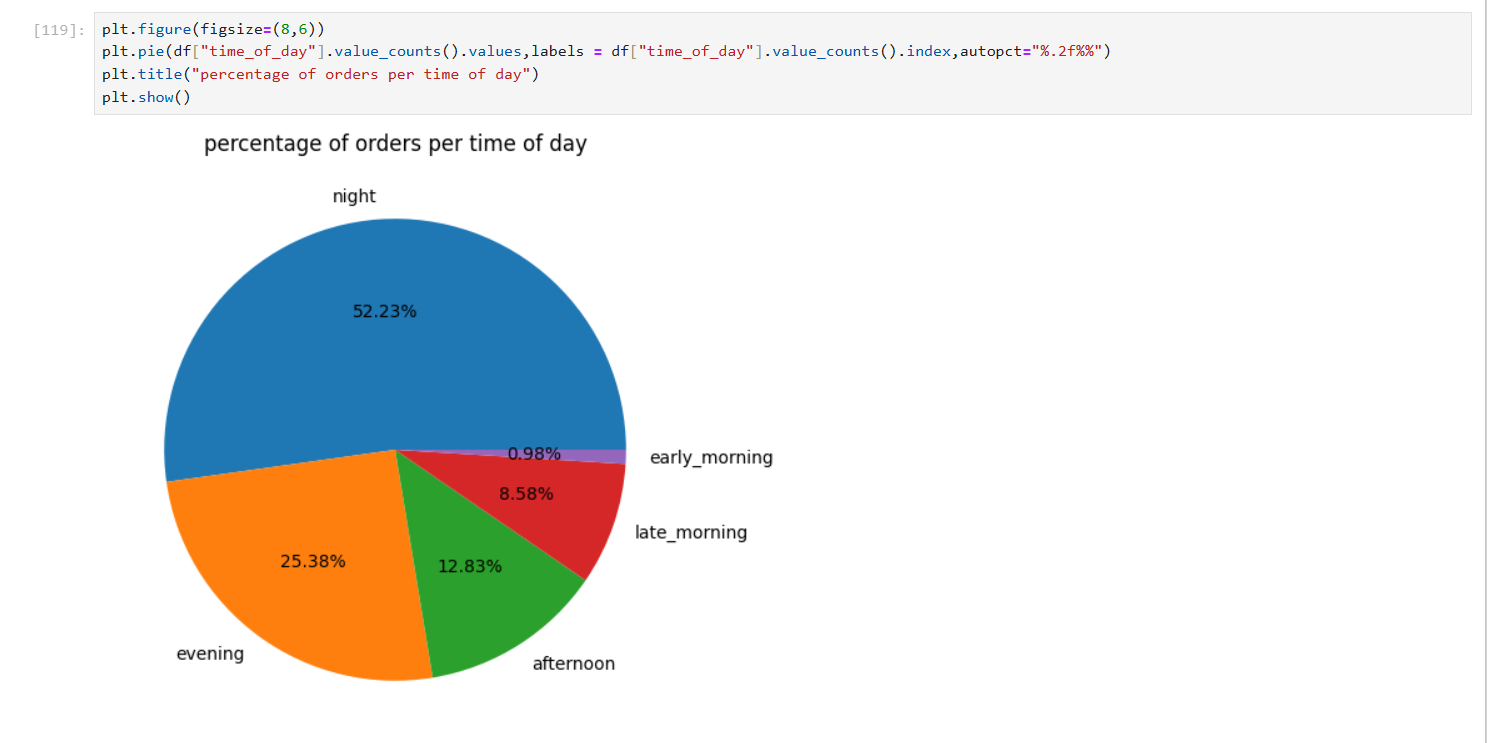 [119]:
plt.figure(figsize=(8,6))
plt.pie(df["time_of_day"].value_counts().values,labels = df["time_of_day"].value_counts().index,autopct="%.2f%%")
plt.title("percentage of orders per time of day")
plt.show()
percentage of orders per time of day
night
52.23%
0.98%
early_morning
8.58%
late_morning
25.38%
12.83%
evening
afternoon